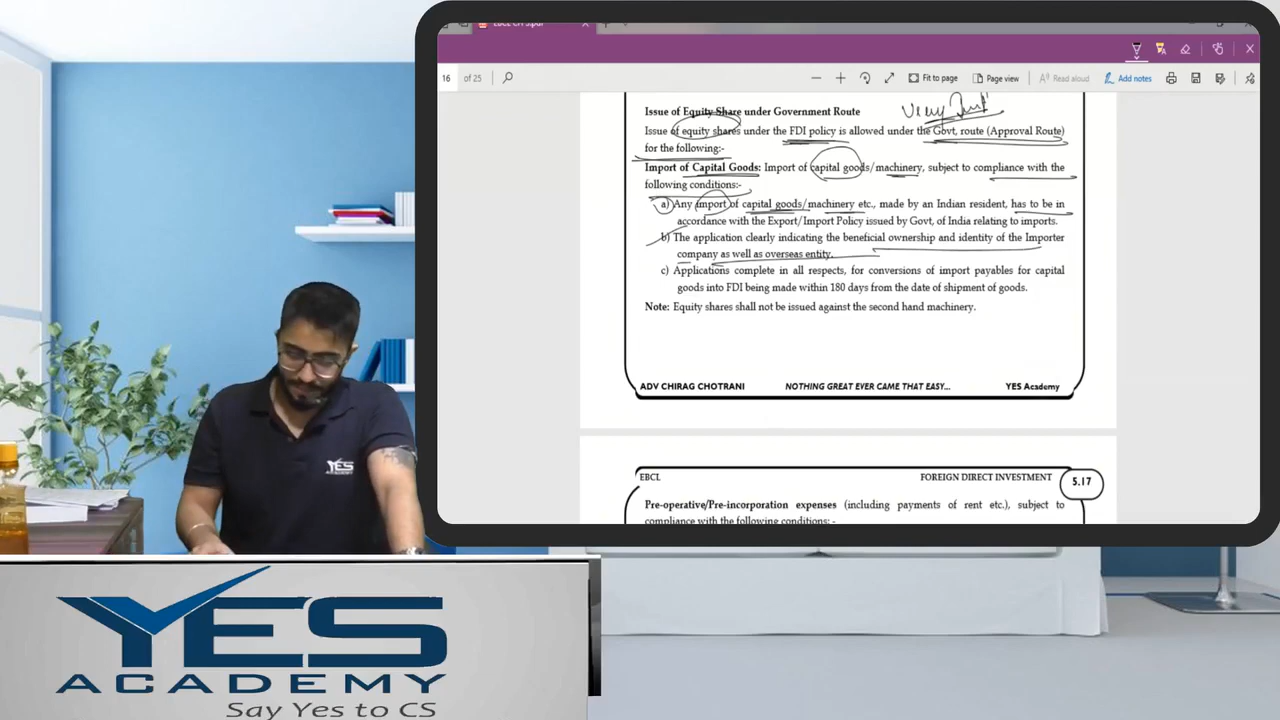 16 of 25
Fit to page
Page view
Read aloud
Add notes
Very Imp
Issue of Equity Share under Government Route
Issue of equity shares under the FDI policy is allowed under the Govt, route (Approval Route)
for the following:-
Import of Capital Goods: Import of capital goods/machinery, subject to compliance with the
following conditions:-
a) Any import of capital goods/machinery etc., made by an Indian resident, has to be in
accordance with the Export/Import Policy issued by Govt, of India relating to imports.
b) The application clearly indicating the beneficial ownership and identity of the Importer
company as well as overseas entity.
c) Applications complete in all respects, for conversions of import payables for capital
goods into FDI being made within 180 days from the date of shipment of goods.
Note: Equity shares shall not be issued against the second hand machinery.
ADV CHIRAG CHOTRANI NOTHING GREAT EVER CAME THAT EASY... YES Academy
EBCL FOREIGN DIRECT INVESTMENT 5.17
Pre-operative/Pre-incorporation expenses (including payments of rent etc.), subject to
compliance with the following conditions: -
YES
ACADEMY
YES
ACADEMY
Say Yes to CS